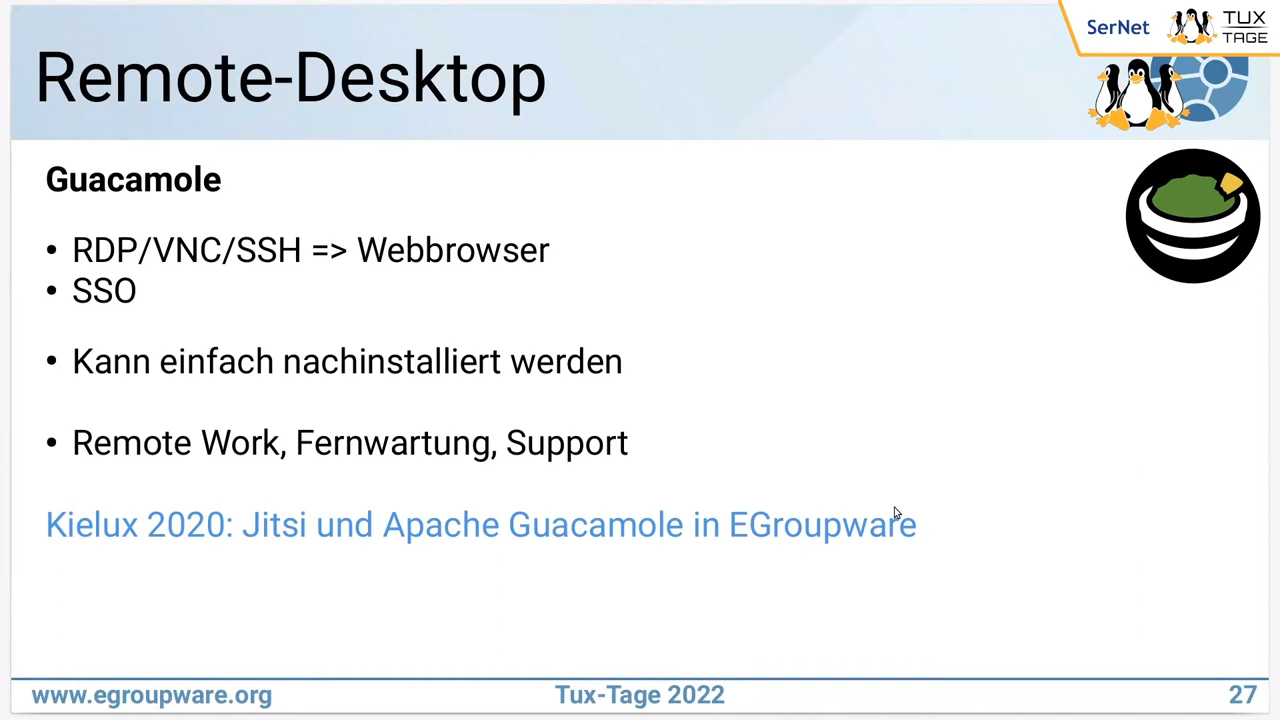 SerNet
TUX
TAGE
Remote-Desktop
Guacamole
• RDP/VNC/SSH => Webbrowser
• SSO
• Kann einfach nachinstalliert werden
• Remote Work, Fernwartung, Support
Kielux 2020: Jitsi und Apache Guacamole in EGroupware
www.egroupware.org
Tux-Tage 2022
27